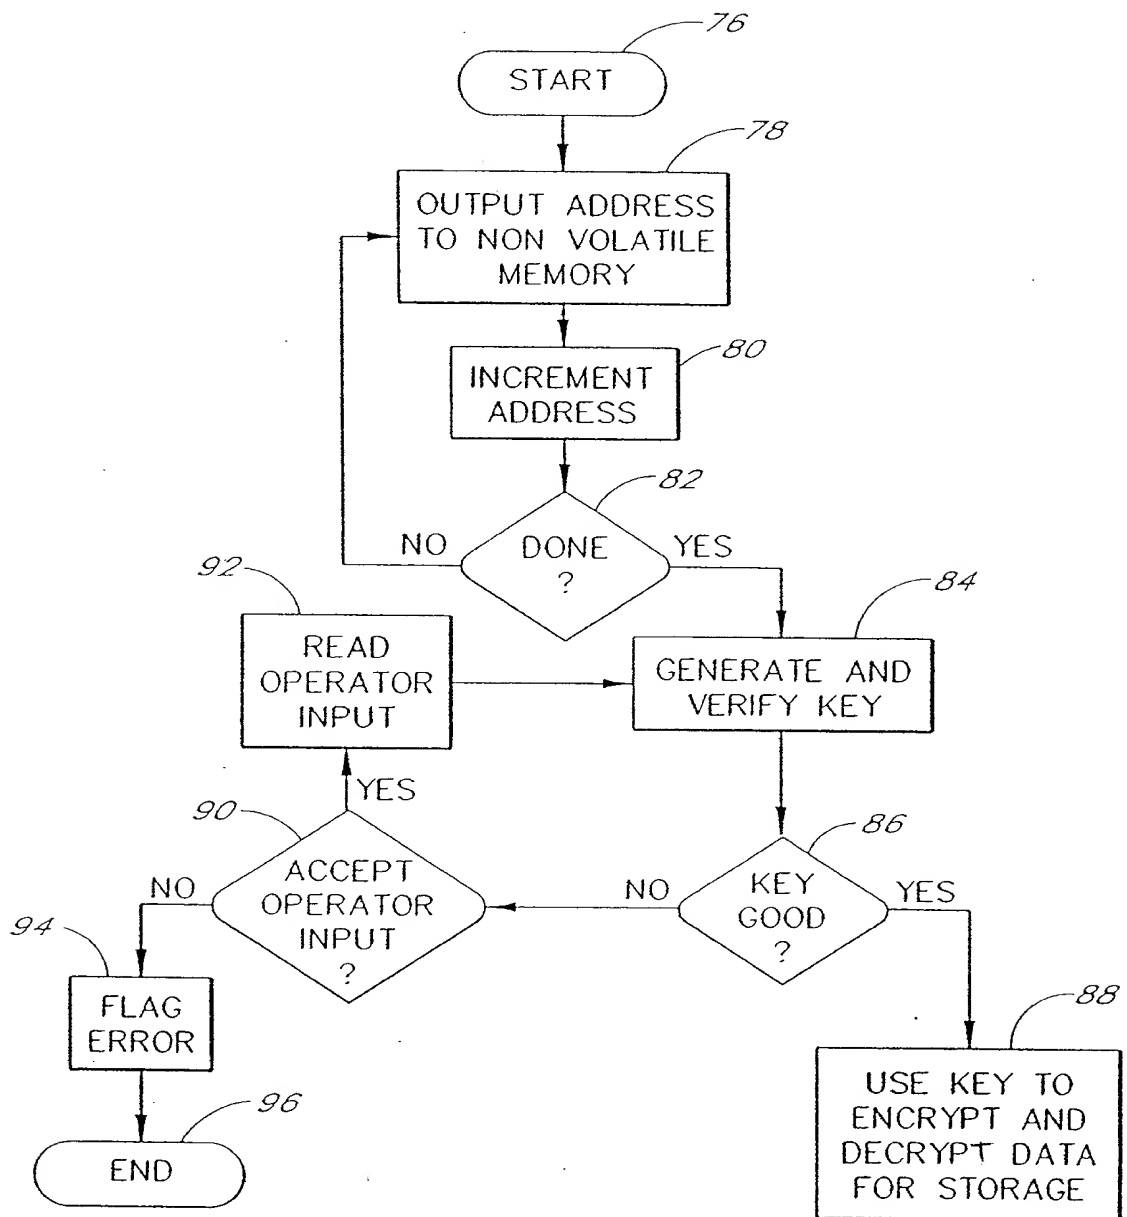 76
START
78
OUTPUT ADDRESS
TO NON VOLATILE
MEMORY
80
INCREMENT
ADDRESS
82
DONE
?
NO
YES
92
READ
OPERATOR
INPUT
84
GENERATE AND
VERIFY KEY
YES
90
ACCEPT
OPERATOR
INPUT
?
NO
86
KEY
GOOD
?
NO
YES
94
FLAG
ERROR
88
USE KEY TO
ENCRYPT AND
DECRYPT DATA
FOR STORAGE
96
END